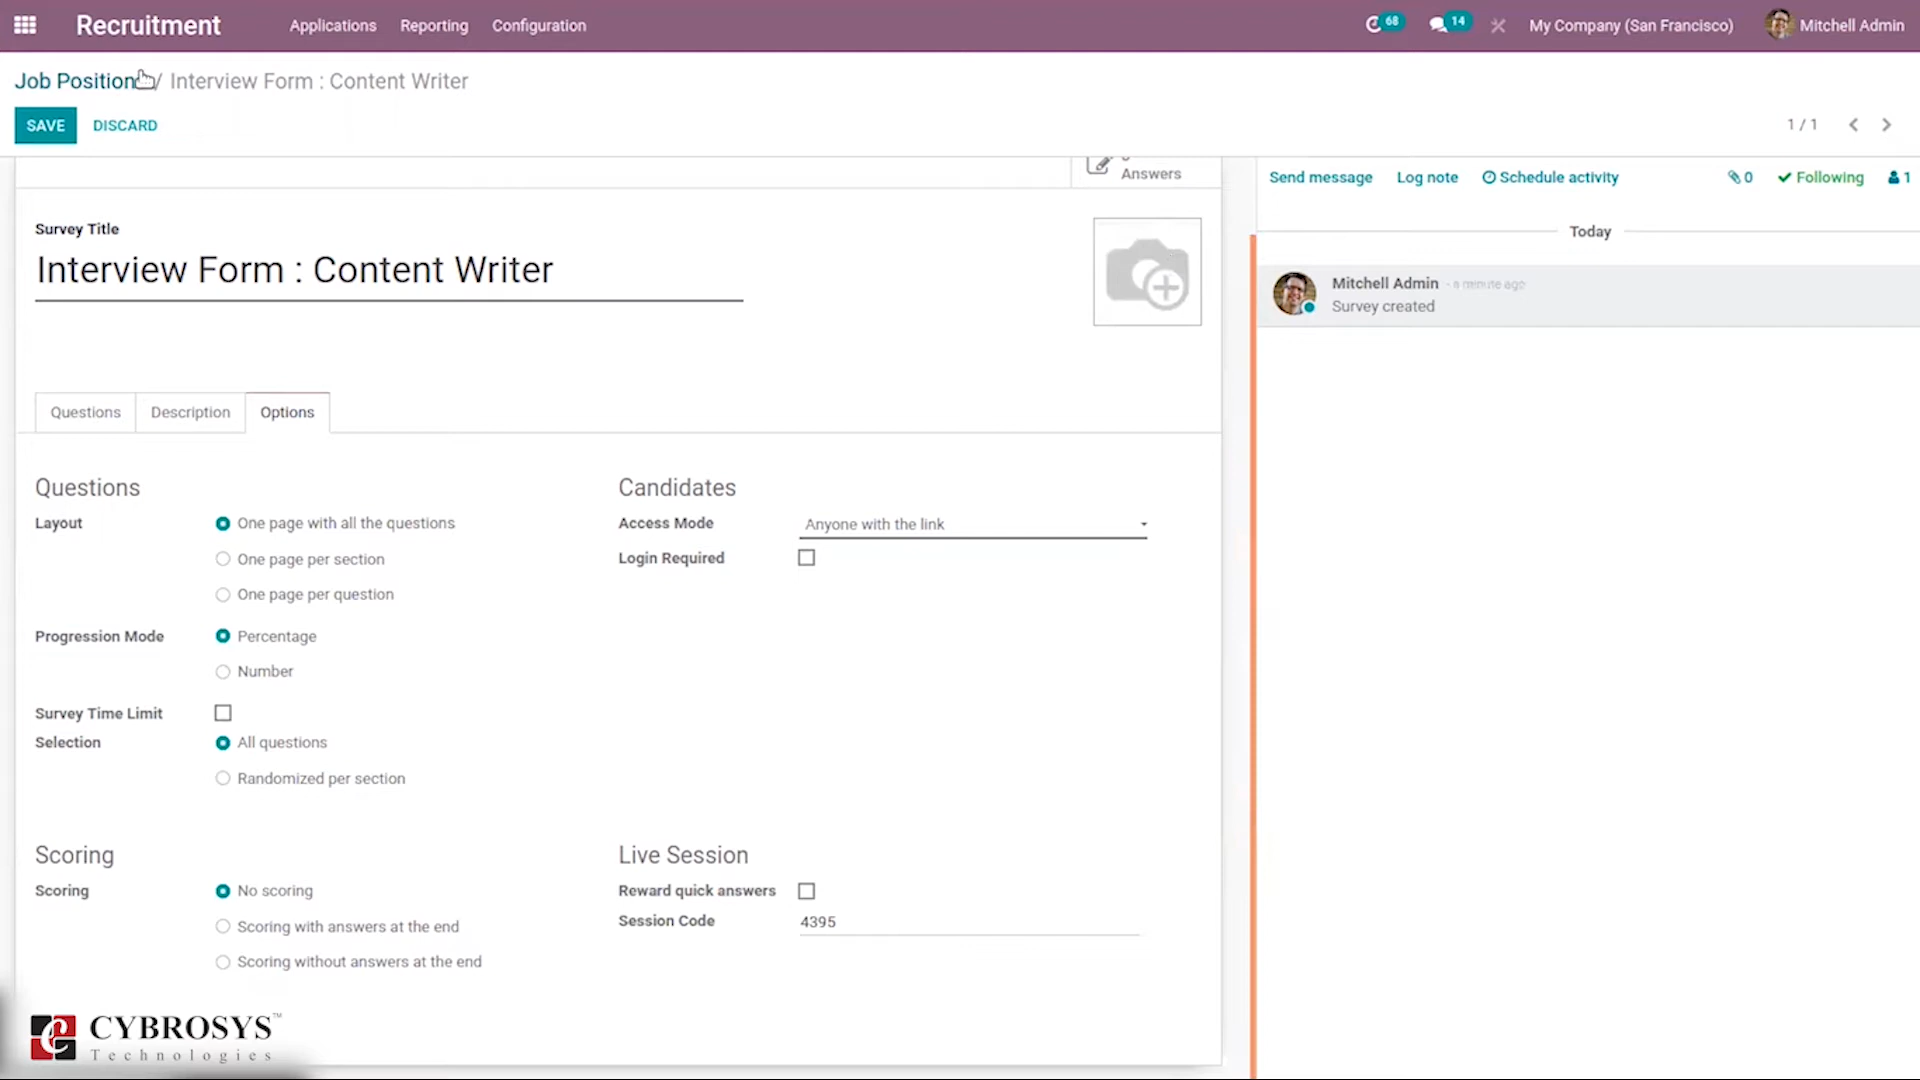 Recruitment Applications Reporting Configuration 68 14 My Company (San Francisco) Mitchell Admin
Job Position / Interview Form : Content Writer
SAVE DISCARD 1 / 1
Answers
Send message Log note Schedule activity 0 Following 1
Survey Title
Today
Interview Form : Content Writer
Mitchell Admin - a minute ago
Survey created
Questions Description Options
Questions Candidates
Layout One page with all the questions Access Mode Anyone with the link
One page per section Login Required
One page per question
Progression Mode Percentage
Number
Survey Time Limit
Selection All questions
Randomized per section
Scoring Live Session
Scoring No scoring Reward quick answers
Scoring with answers at the end Session Code 4395
Scoring without answers at the end
CYBROSYS™
Technologies